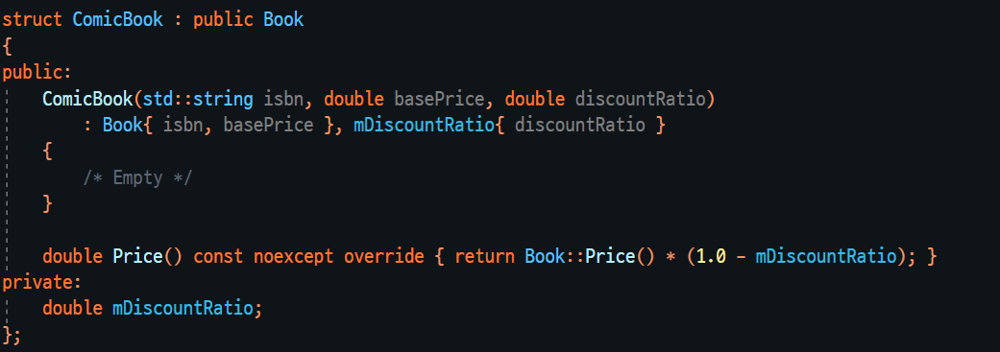 struct ComicBook : public Book
{
public:
    ComicBook(std::string isbn, double basePrice, double discountRatio)
        : Book{ isbn, basePrice }, mDiscountRatio{ discountRatio }
    {
        /* Empty */
    }

    double Price() const noexcept override { return Book::Price() * (1.0 - mDiscountRatio); }
private:
    double mDiscountRatio;
};